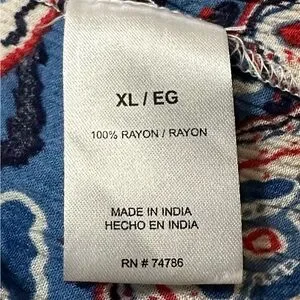 XL / EG
100% RAYON / RAYON
MADE IN INDIA
HECHO EN INDIA
RN # 74786